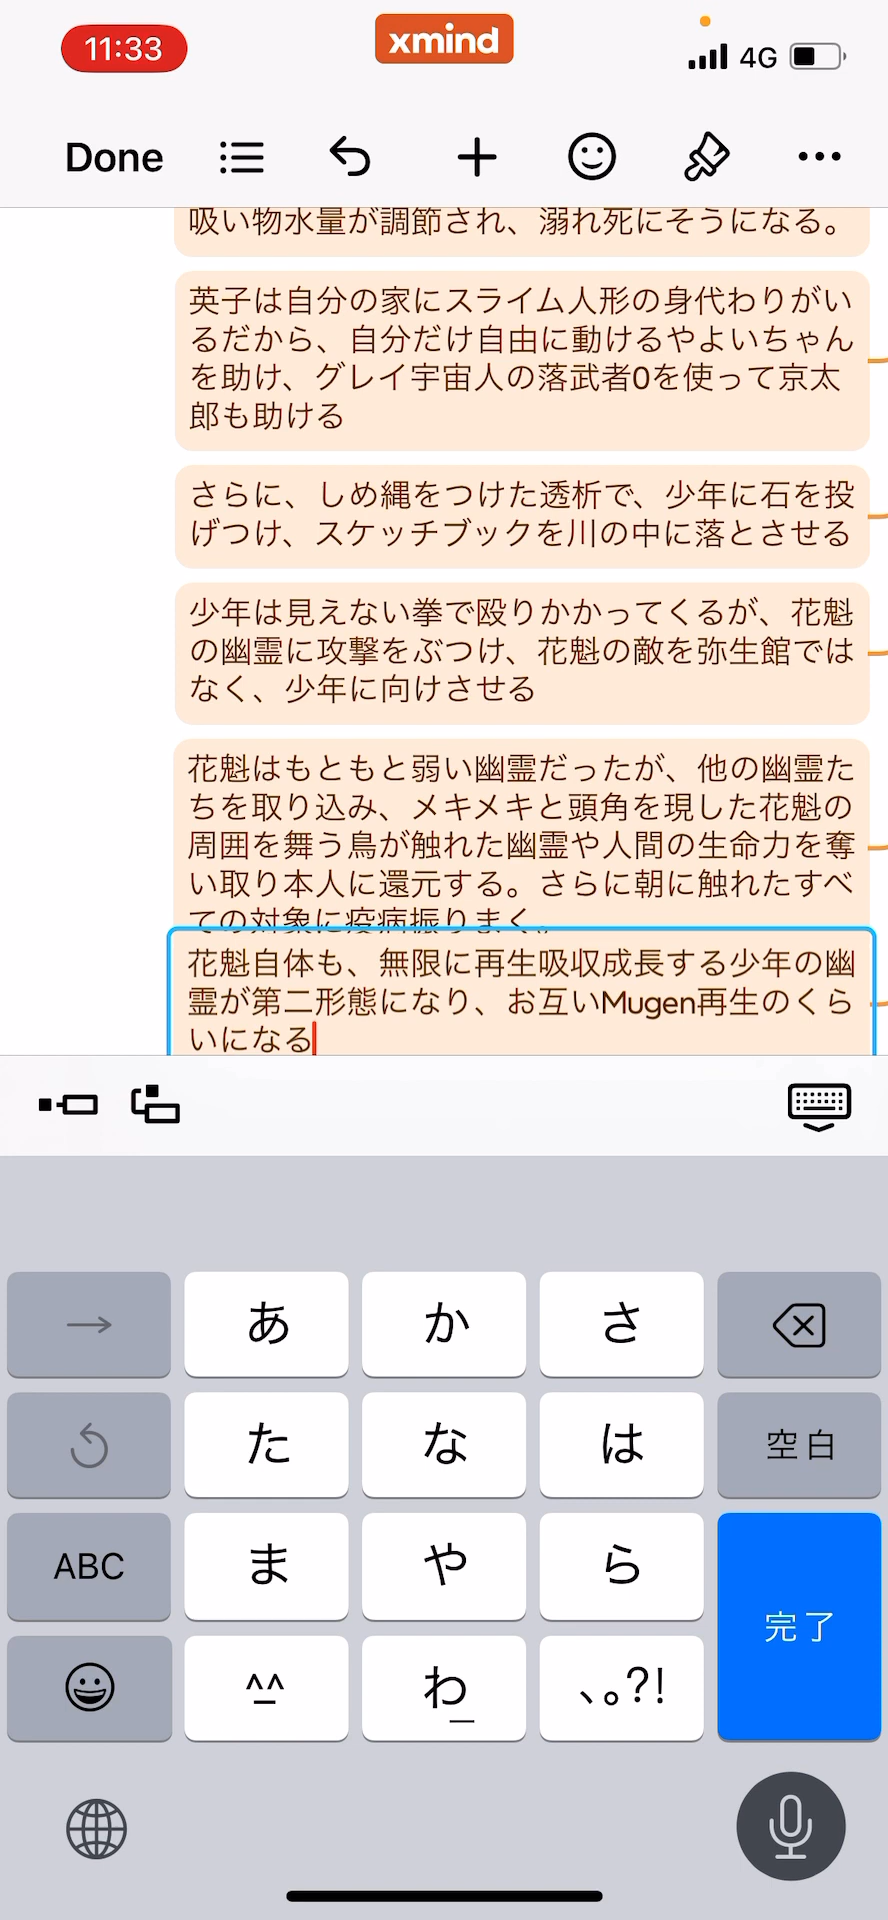 11:33
xmind
4G
Done
吸い物水量が調節され、溺れ死にそうになる。
英子は自分の家にスライム人形の身代わりがい
るだから、自分だけ自由に動けるやよいちゃん
を助け、グレイ宇宙人の落武者0を使って京太
郎も助ける
さらに、しめ縄をつけた透析で、少年に石を投
げつけ、スケッチブックを川の中に落とさせる
少年は見えない拳で殴りかかってくるが、花魁
の幽霊に攻撃をぶつけ、花魁の敵を弥生館では
なく、少年に向けさせる
花魁はもともと弱い幽霊だったが、他の幽霊た
ちを取り込み、メキメキと頭角を現した花魁の
周囲を舞う鳥が触れた幽霊や人間の生命力を奪
い取り本人に還元する。さらに朝に触れたすべ
ての対象に疫病振りまく。
花魁自体も、無限に再生吸収成長する少年の幽
霊が第二形態になり、お互いMugen再生のくら
いになる
→
あ
か
さ
た
な
は
空白
ABC
ま
や
ら
完了
^_^
わ_
、。?!